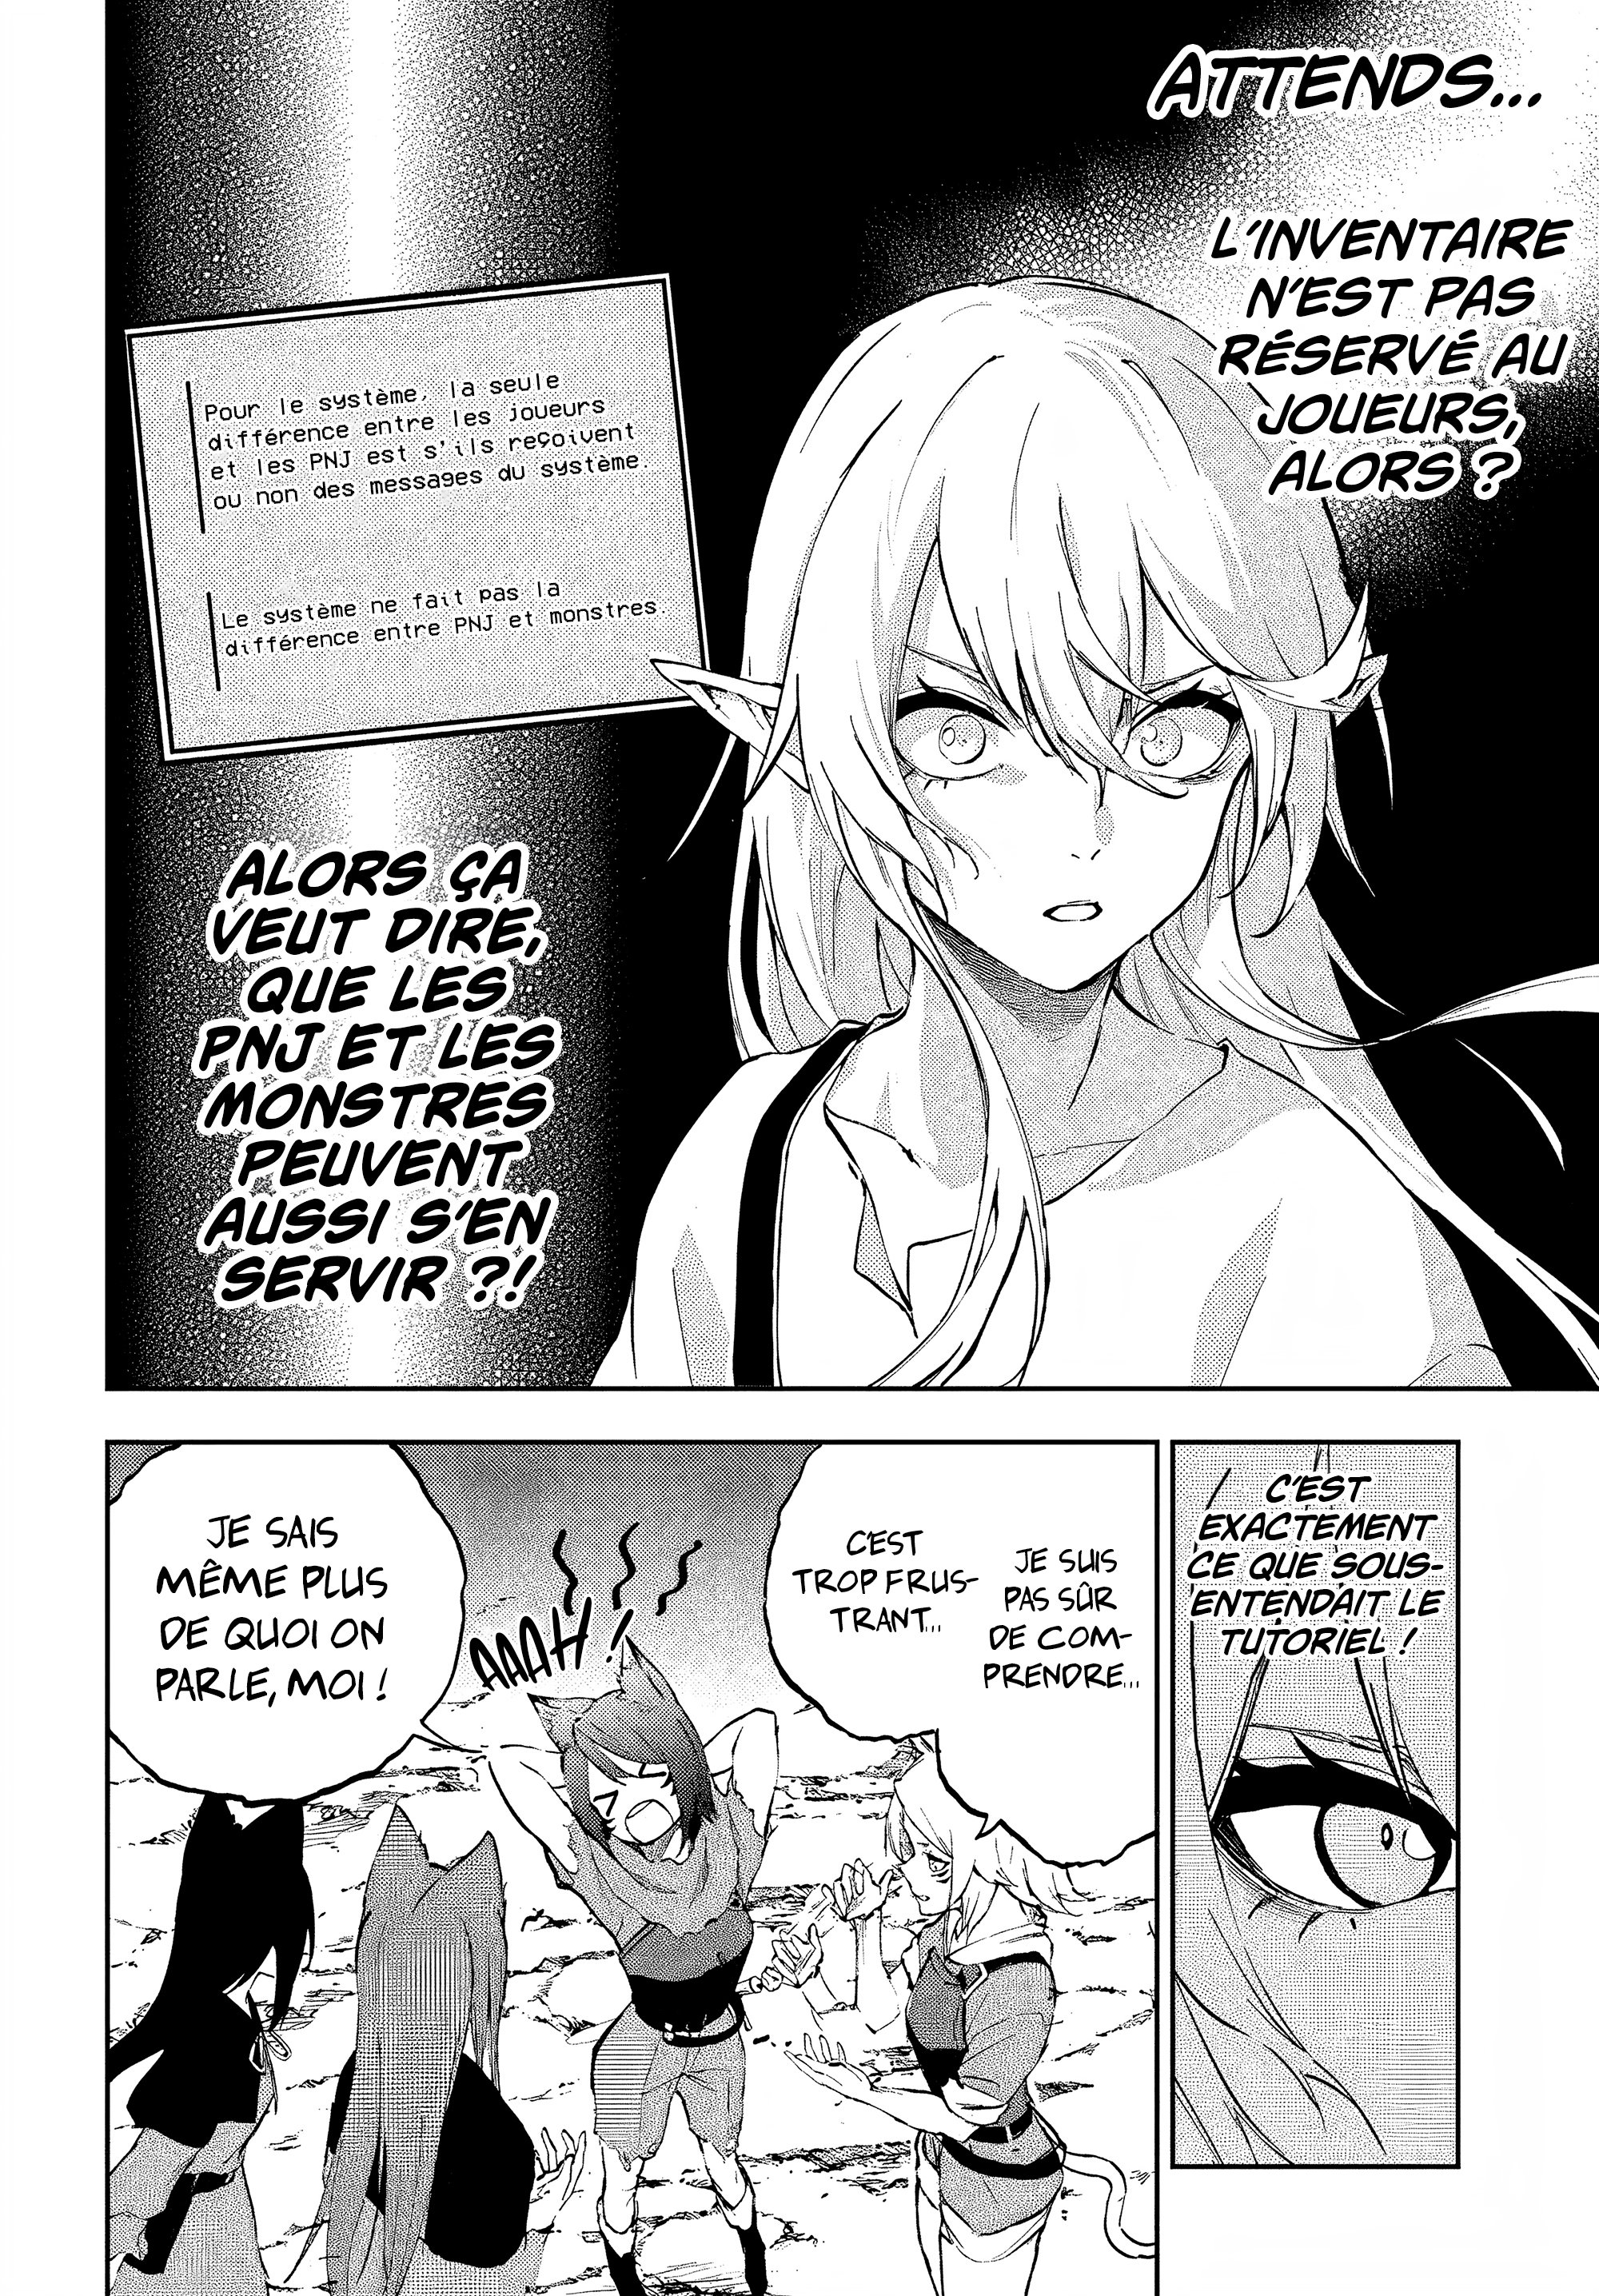 ATTENDS...
L'INVENTAIRE
N'EST PAS
RÉSERVÉ AU
JOUEURS,
ALORS ?
Pour le système, la seule
différence entre les joueurs
et les PNJ est s'ils reçoivent
ou non des messages du système.
Le système ne fait pas la
différence entre PNJ et monstres.
ALORS ÇA
VEUT DIRE,
QUE LES
PNJ ET LES
MONSTRES
PEUVENT
AUSSI S'EN
SERVIR ?!
C'EST
EXACTEMENT
CE QUE SOUS-
ENTENDAIT LE
TUTORIEL !
JE SUIS
PAS SÛR
DE COM-
PRENDRE...
C'EST
TROP FRUS-
TRANT...
AAAH !
JE SAIS
MÊME PLUS
DE QUOI ON
PARLE, MOI !